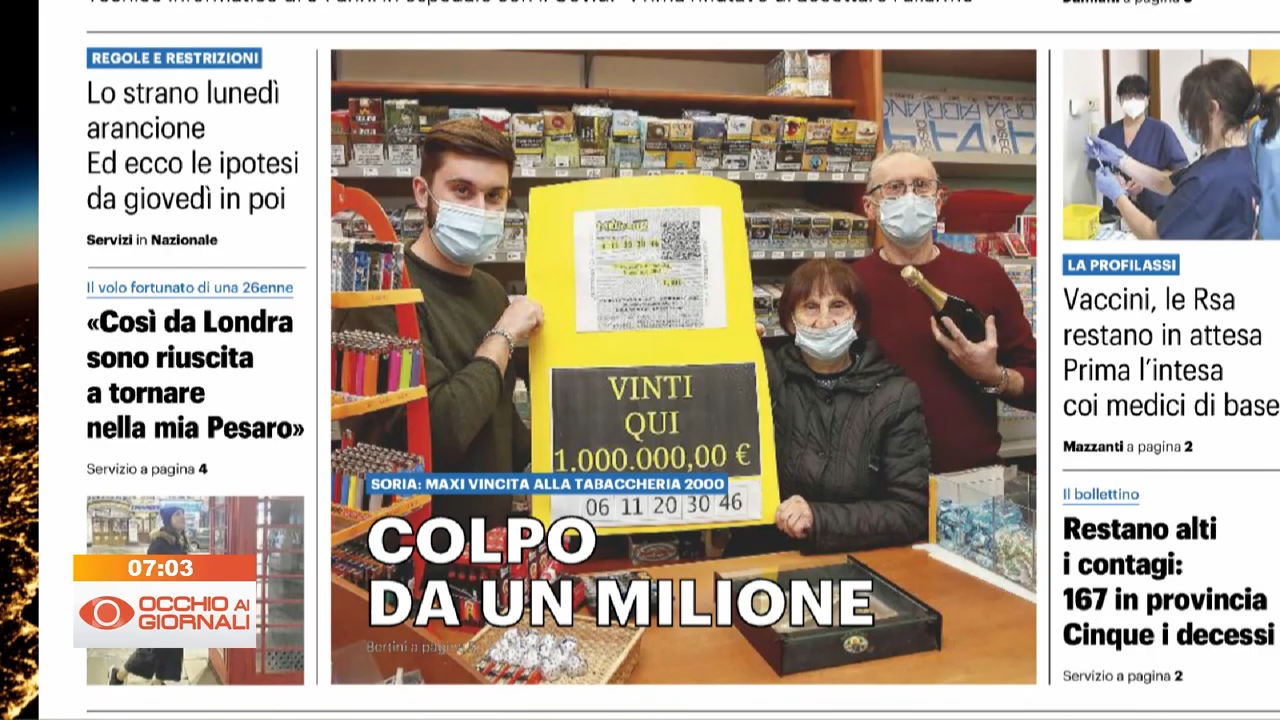 REGOLE E RESTRIZIONI
Lo strano lunedì
arancione
Ed ecco le ipotesi
da giovedì in poi
Servizi in Nazionale
Il volo fortunato di una 26enne
«Così da Londra
sono riuscita
a tornare
nella mia Pesaro»
Servizio a pagina 4
07:03
OCCHIO AI
GIORNALI
VINTI
QUI
1.000.000,00 €
06 11 20 30 46
SORIA: MAXI VINCITA ALLA TABACCHERIA 2000
COLPO
DA UN MILIONE
Bertini a pagina
LA PROFILASSI
Vaccini, le Rsa
restano in attesa
Prima l'intesa
coi medici di base
Mazzanti a pagina 2
Il bollettino
Restano alti
i contagi:
167 in provincia
Cinque i decessi
Servizio a pagina 2